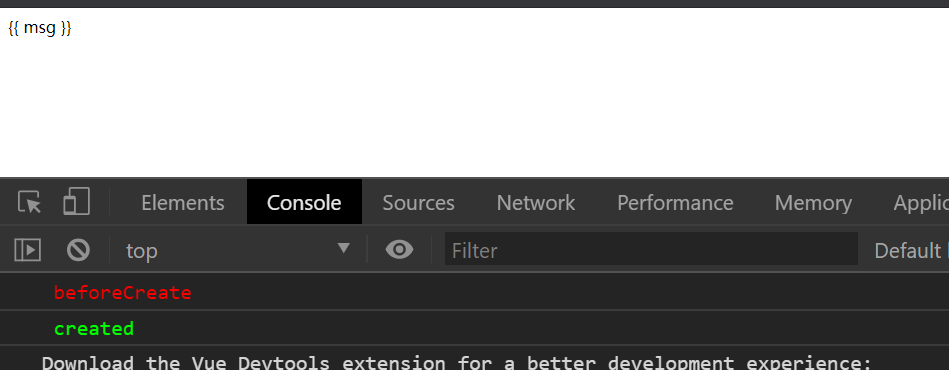 {{ msg }}
Elements Console Sources Network Performance Memory Applic
top Filter Default
beforeCreate
created
Download the Vue Devtools extension for a better development experience: